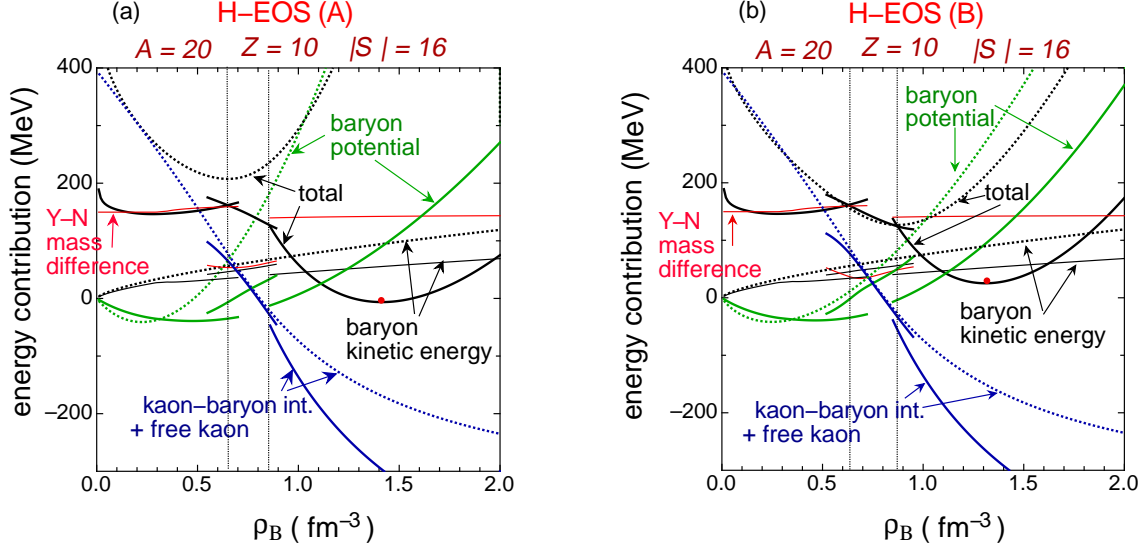 (a)
H–EOS (A)
A = 20 Z = 10 |S | = 16
energy contribution (MeV)
400
200
0
−200
0.0 0.5 1.0 1.5 2.0
ρB ( fm–3)
baryon
potential
total
Y–N
mass
difference
baryon
kinetic energy
kaon–baryon int.
+ free kaon
(b)
H–EOS (B)
A = 20 Z = 10 |S | = 16
energy contribution (MeV)
400
200
0
−200
0.0 0.5 1.0 1.5 2.0
ρB ( fm–3)
baryon
potential
total
Y–N
mass
difference
baryon
kinetic energy
kaon–baryon int.
+ free kaon